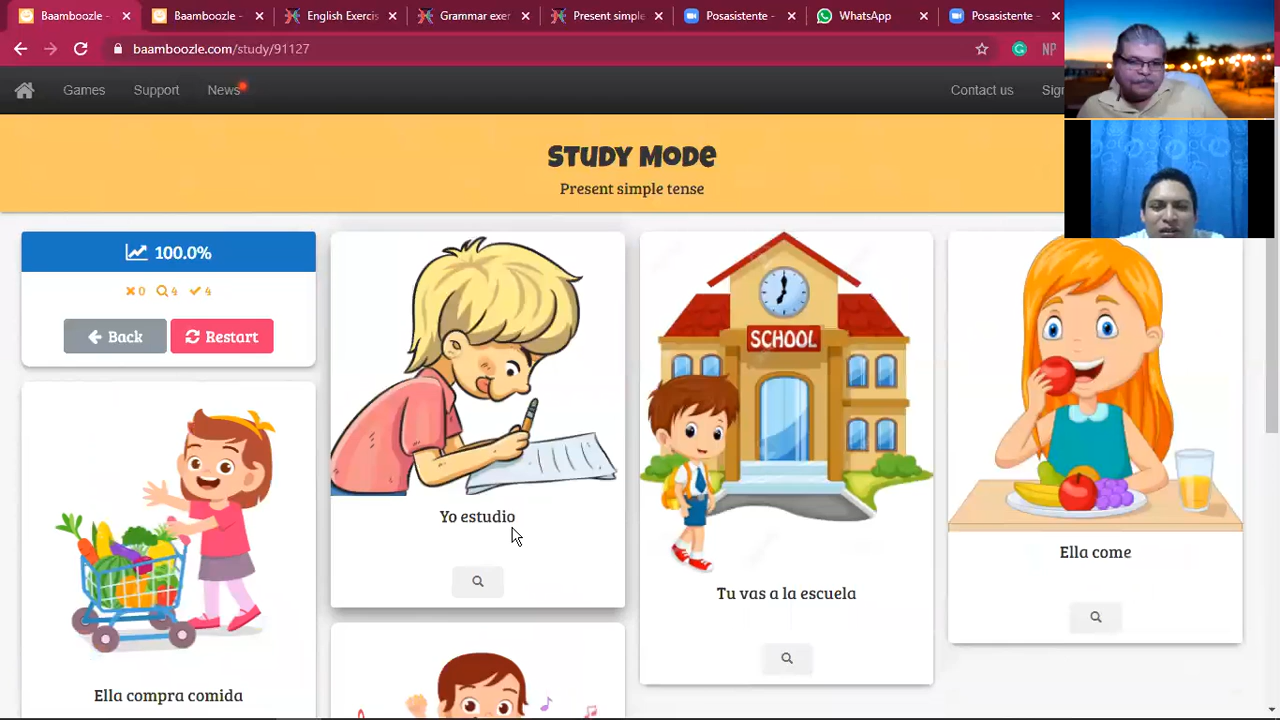 Baamboozle -
Baamboozle -
English Exercis
Grammar exer
Present simple
Posasistente -
WhatsApp
Posasistente -
baamboozle.com/study/91127
NP
Games
Support
News
Contact us
Sig
Study Mode
Present simple tense
100.0%
0
4
4
Back
Restart
SCHOOL
Yo estudio
Ella come
Tu vas a la escuela
Ella compra comida